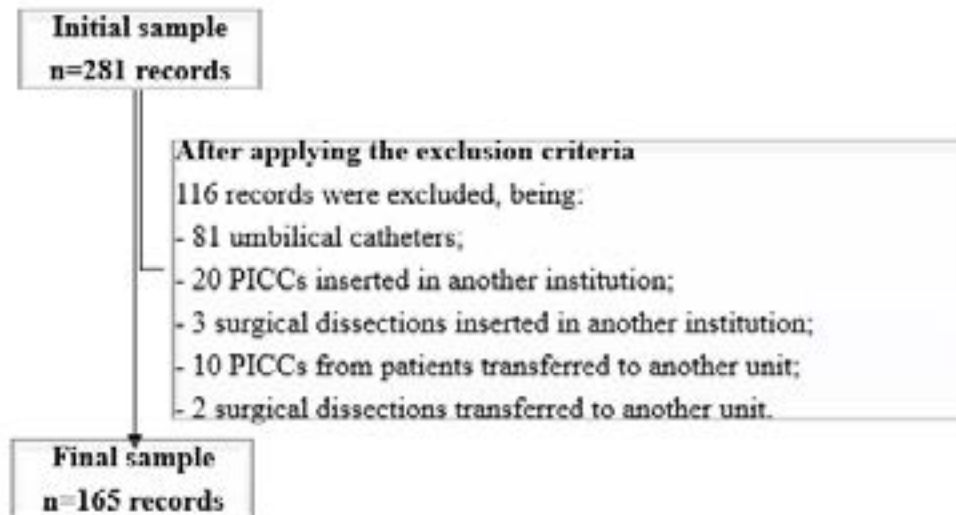 Initial sample
n=281 records
After applying the exclusion criteria
116 records were excluded, being:
- 81 umbilical catheters;
- 20 PICCs inserted in another institution;
- 3 surgical dissections inserted in another institution;
- 10 PICCs from patients transferred to another unit;
- 2 surgical dissections transferred to another unit.
Final sample
n=165 records